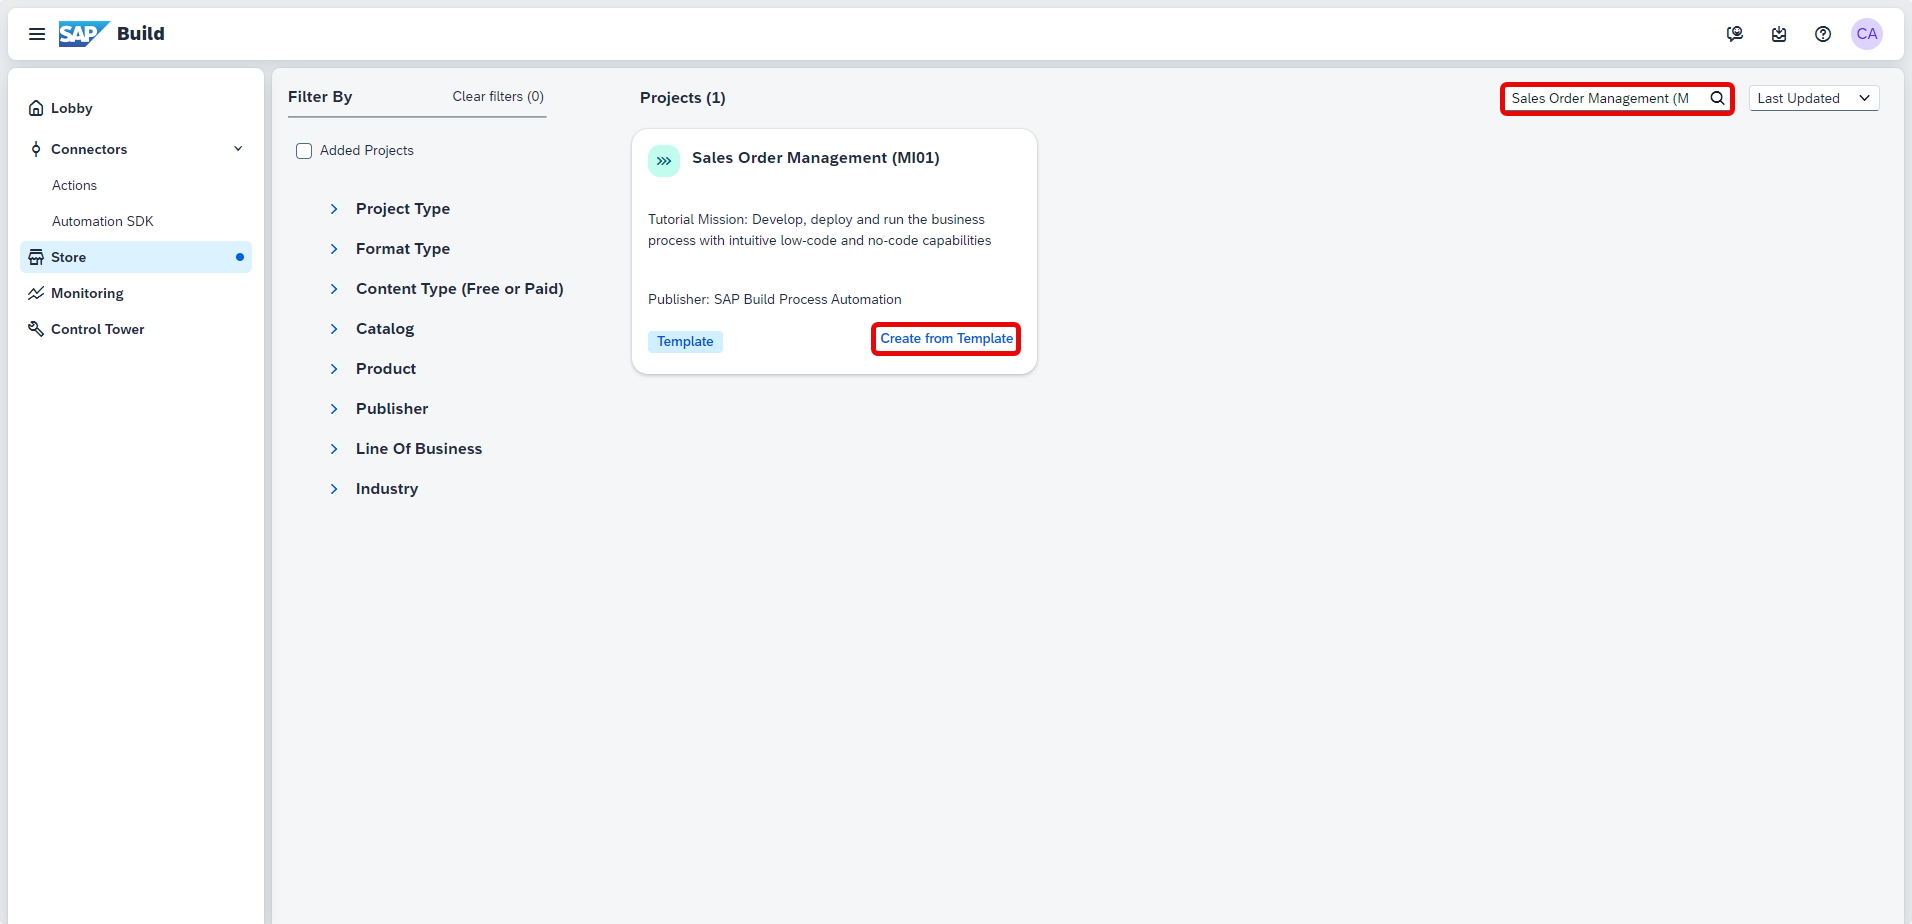 SAP Build
CA
Lobby
Connectors
Actions
Automation SDK
Store
Monitoring
Control Tower
Filter By
Clear filters (0)
Added Projects
Project Type
Format Type
Content Type (Free or Paid)
Catalog
Product
Publisher
Line Of Business
Industry
Projects (1)
Sales Order Management (M
Last Updated
Sales Order Management (MI01)
Tutorial Mission: Develop, deploy and run the business
process with intuitive low-code and no-code capabilities
Publisher: SAP Build Process Automation
Template
Create from Template